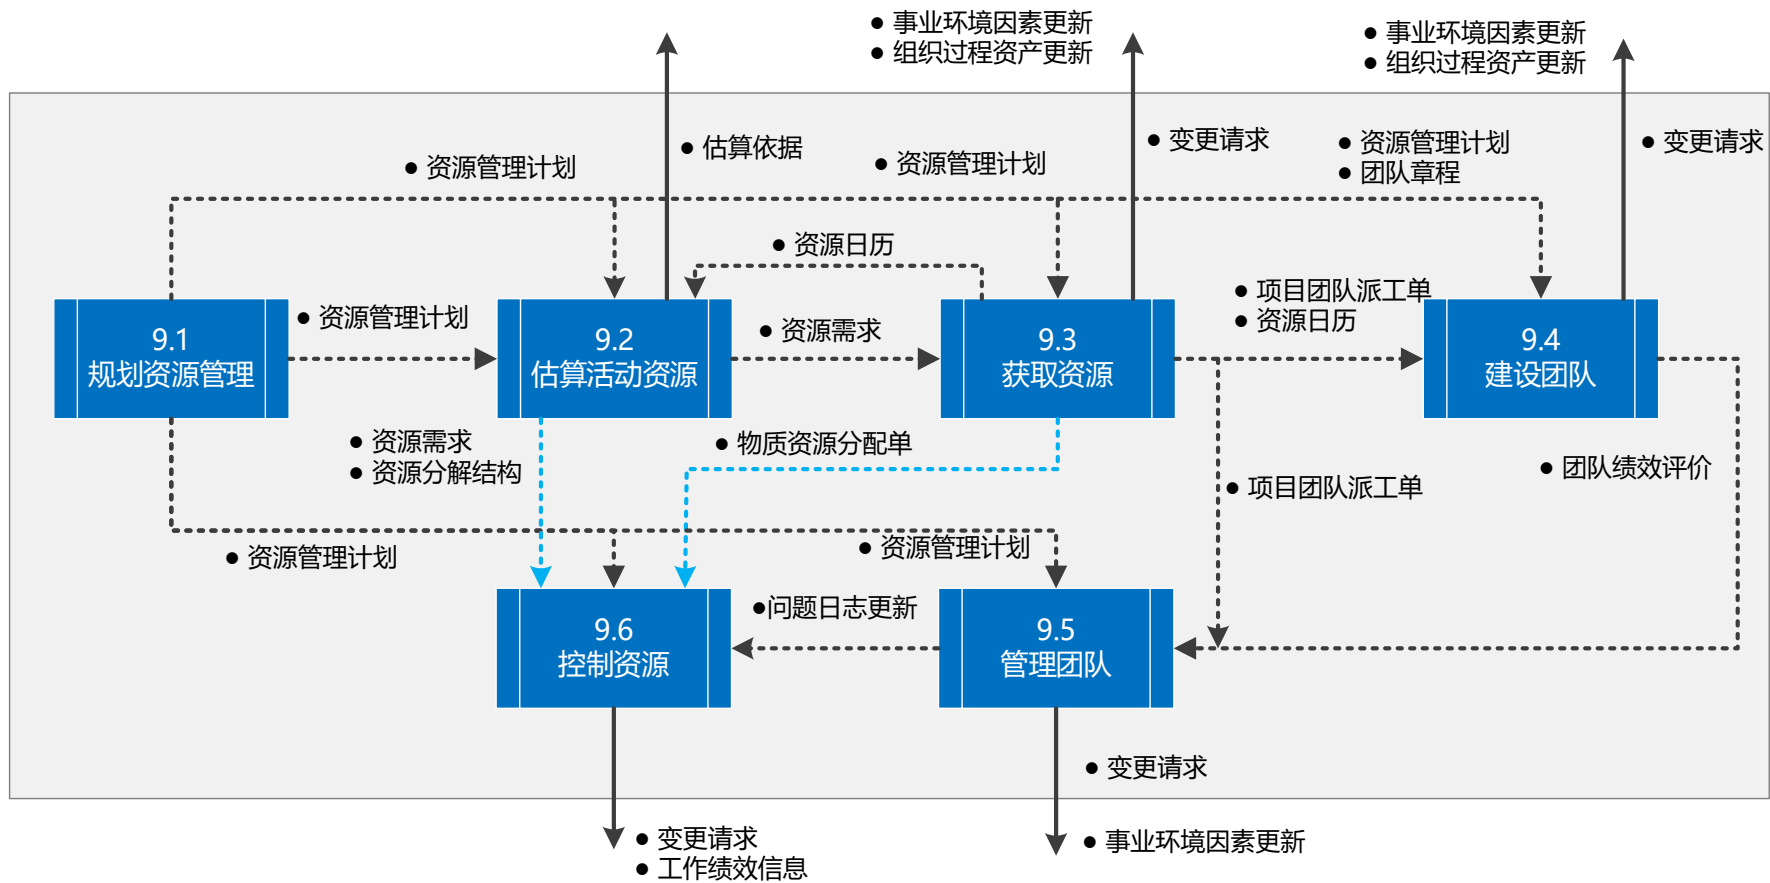 ● 事业环境因素更新
● 组织过程资产更新
● 事业环境因素更新
● 组织过程资产更新
● 估算依据
● 变更请求
● 资源管理计划
● 团队章程
● 变更请求
● 资源管理计划
● 资源管理计划
● 资源日历
● 资源管理计划
● 资源需求
● 项目团队派工单
● 资源日历
9.1
规划资源管理
9.2
估算活动资源
9.3
获取资源
9.4
建设团队
● 资源需求
● 资源分解结构
● 物质资源分配单
● 项目团队派工单
● 团队绩效评价
● 资源管理计划
● 资源管理计划
●问题日志更新
9.6
控制资源
9.5
管理团队
● 变更请求
● 变更请求
● 工作绩效信息
● 事业环境因素更新